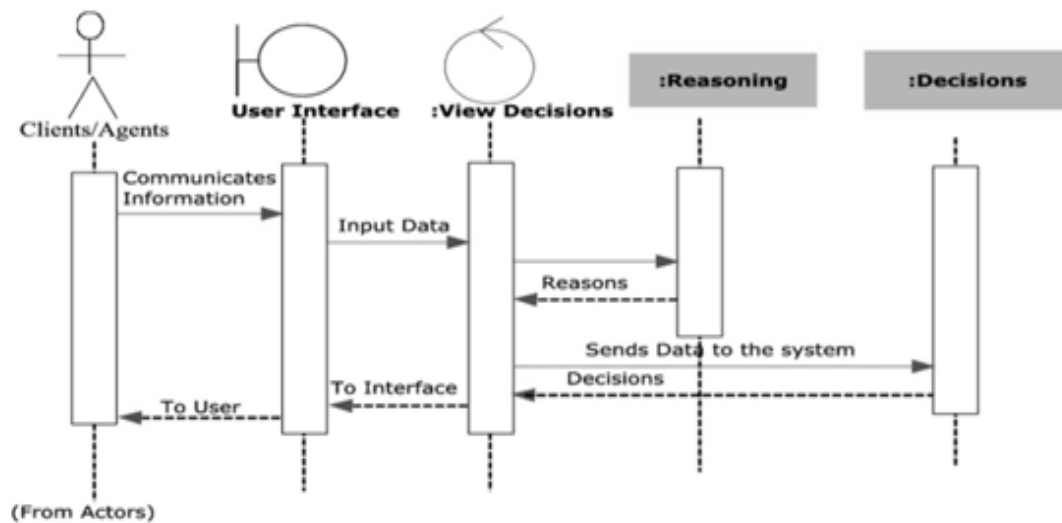 Clients/Agents
User Interface
:View Decisions
:Reasoning
:Decisions
Communicates
Information
Input Data
Reasons
Sends Data to the system
Decisions
To Interface
To User
(From Actors)